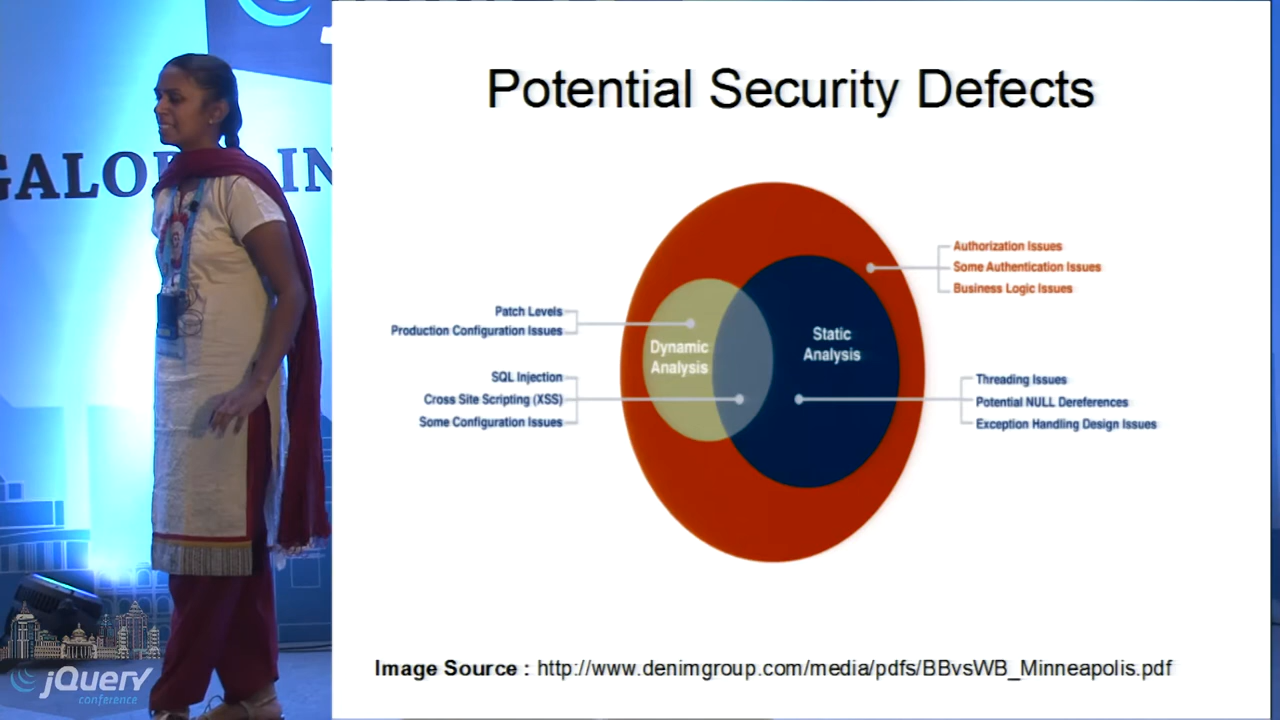 Potential Security Defects
Authorization Issues
Some Authentication Issues
Business Logic Issues
Patch Levels
Production Configuration Issues
Dynamic
Analysis
Static
Analysis
SQL Injection
Cross Site Scripting (XSS)
Some Configuration Issues
Threading Issues
Potential NULL Dereferences
Exception Handling Design Issues
Image Source : http://www.denimgroup.com/media/pdfs/BBvsWB_Minneapolis.pdf
jQuery
conference